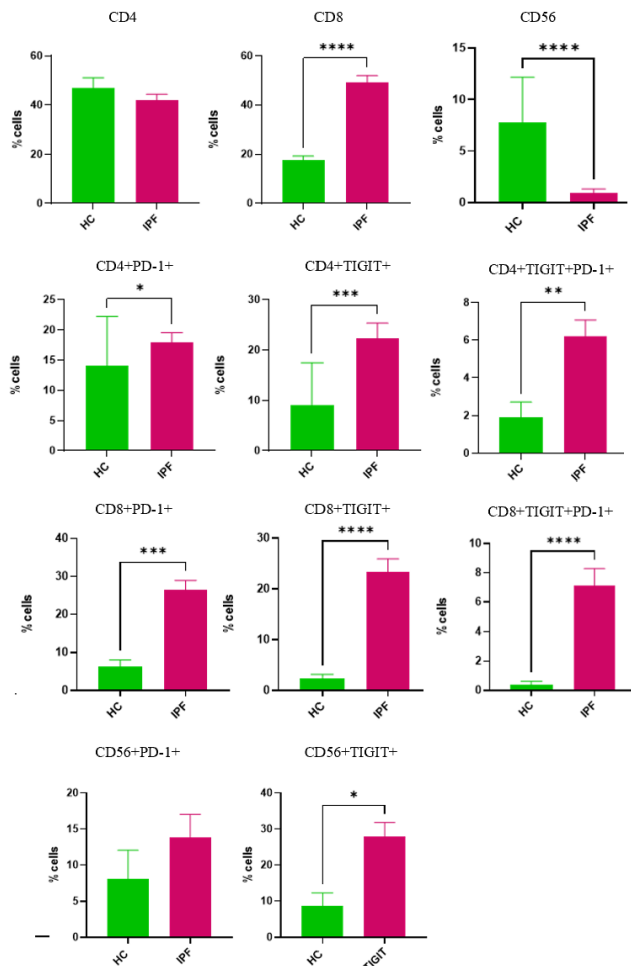 CD4 CD8 CD56
% cells
60
40
20
0
HC IPF
% cells
60
40
20
0
****
HC IPF
% cells
15
10
5
0
****
HC IPF
CD4+PD-1+ CD4+TIGIT+ CD4+TIGIT+PD-1+
% cells
25
20
15
10
5
0
*
HC IPF
% cells
30
20
10
0
***
HC IPF
% cells
8
6
4
2
0
**
HC IPF
CD8+PD-1+ CD8+TIGIT+ CD8+TIGIT+PD-1+
% cells
40
30
20
10
0
***
HC IPF
% cells
30
20
10
0
****
HC IPF
% cells
10
8
6
4
2
0
****
HC IPF
CD56+PD-1+ CD56+TIGIT+
% cells
20
15
10
5
0
HC IPF
% cells
40
30
20
10
0
*
HC TIGIT